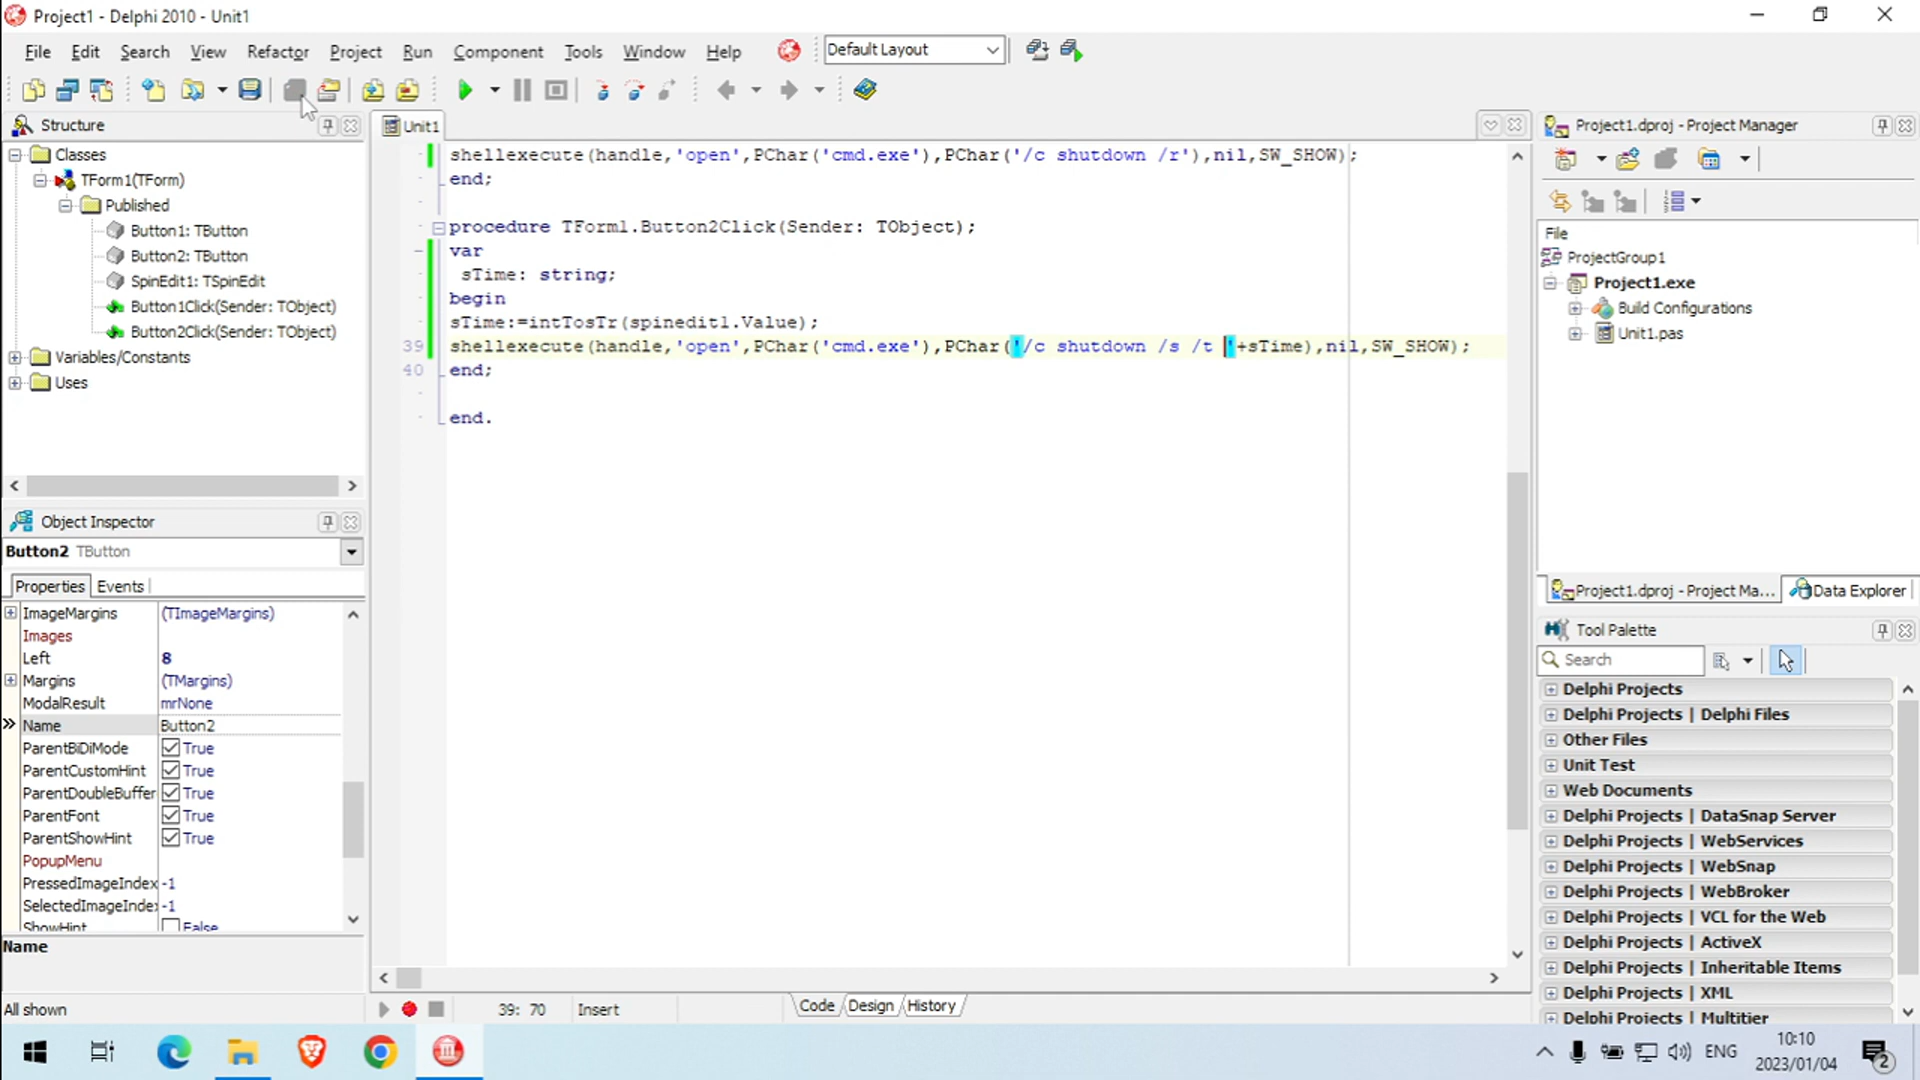 Project1 - Delphi 2010 - Unit1
File Edit Search View Refactor Project Run Component Tools Window Help
Default Layout
Structure
Classes
TForm1(TForm)
Published
Button1: TButton
Button2: TButton
SpinEdit1: TSpinEdit
Button1Click(Sender: TObject)
Button2Click(Sender: TObject)
Variables/Constants
Uses
Object Inspector
Button2 TButton
Properties Events
ImageMargins (TImageMargins)
Images
Left 8
Margins (TMargins)
ModalResult mrNone
Name Button2
ParentBiDiMode True
ParentCustomHint True
ParentDoubleBuffer True
ParentFont True
ParentShowHint True
PopupMenu
PressedImageIndex -1
SelectedImageIndex -1
ShowHint False
Name
All shown
Unit1
shellexecute(handle,'open',PChar('cmd.exe'),PChar('/c shutdown /r'),nil,SW_SHOW);
end;
procedure TForm1.Button2Click(Sender: TObject);
var
sTime: string;
begin
sTime:=intTosTr(spinedit1.Value);
39 shellexecute(handle,'open',PChar('cmd.exe'),PChar('/c shutdown /s /t '+sTime),nil,SW_SHOW);
40 end;
end.
39: 70 Insert
Code Design History
Project1.dproj - Project Manager
File
ProjectGroup1
Project1.exe
Build Configurations
Unit1.pas
Project1.dproj - Project Ma... Data Explorer
Tool Palette
Search
Delphi Projects
Delphi Projects | Delphi Files
Other Files
Unit Test
Web Documents
Delphi Projects | DataSnap Server
Delphi Projects | WebServices
Delphi Projects | WebSnap
Delphi Projects | WebBroker
Delphi Projects | VCL for the Web
Delphi Projects | ActiveX
Delphi Projects | Inheritable Items
Delphi Projects | XML
Delphi Projects | Multitier
ENG
10:10
2023/01/04
2